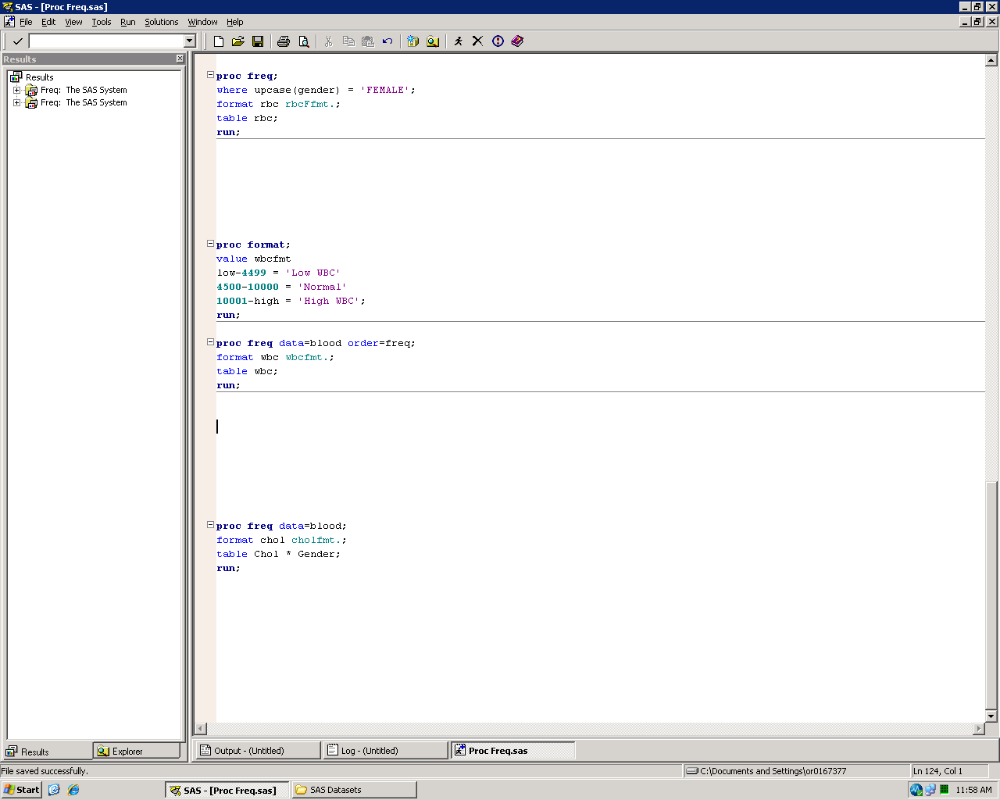 SAS - [Proc Freq.sas]
File Edit View Tools Run Solutions Window Help
Results
Results
Freq: The SAS System
Freq: The SAS System
proc freq;
where upcase(gender) = 'FEMALE';
format rbc rbcFfmt.;
table rbc;
run;
proc format;
value wbcfmt
low-4499 = 'Low WBC'
4500-10000 = 'Normal'
10001-high = 'High WBC';
run;
proc freq data=blood order=freq;
format wbc wbcfmt.;
table wbc;
run;
proc freq data=blood;
format chol cholfmt.;
table Chol * Gender;
run;
Results Explorer
Output - (Untitled) Log - (Untitled) Proc Freq.sas
File saved successfully. C:\Documents and Settings\or0167377 Ln 124, Col 1
Start SAS - [Proc Freq.sas] SAS Datasets 11:58 AM